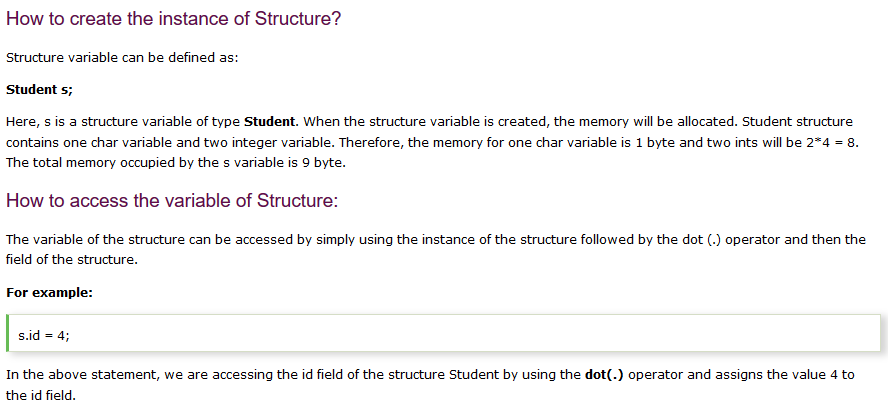 How to create the instance of Structure?
Structure variable can be defined as:
Student s;
Here, s is a structure variable of type Student. When the structure variable is created, the memory will be allocated. Student structure
contains one char variable and two integer variable. Therefore, the memory for one char variable is 1 byte and two ints will be 2*4 = 8.
The total memory occupied by the s variable is 9 byte.
How to access the variable of Structure:
The variable of the structure can be accessed by simply using the instance of the structure followed by the dot (.) operator and then the
field of the structure.
For example:
s.id = 4;
In the above statement, we are accessing the id field of the structure Student by using the dot(.) operator and assigns the value 4 to
the id field.